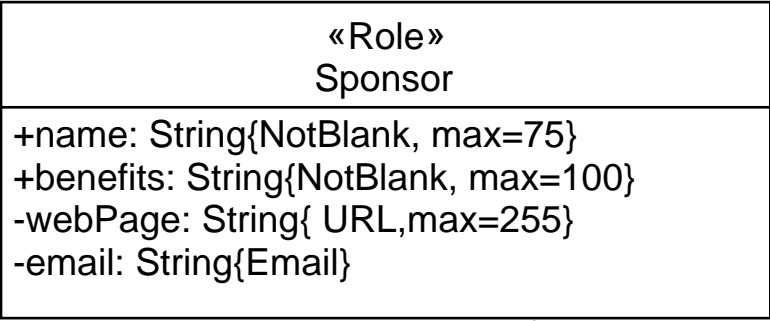 «Role»
Sponsor
+name: String{NotBlank, max=75}
+benefits: String{NotBlank, max=100}
-webPage: String{ URL,max=255}
-email: String{Email}